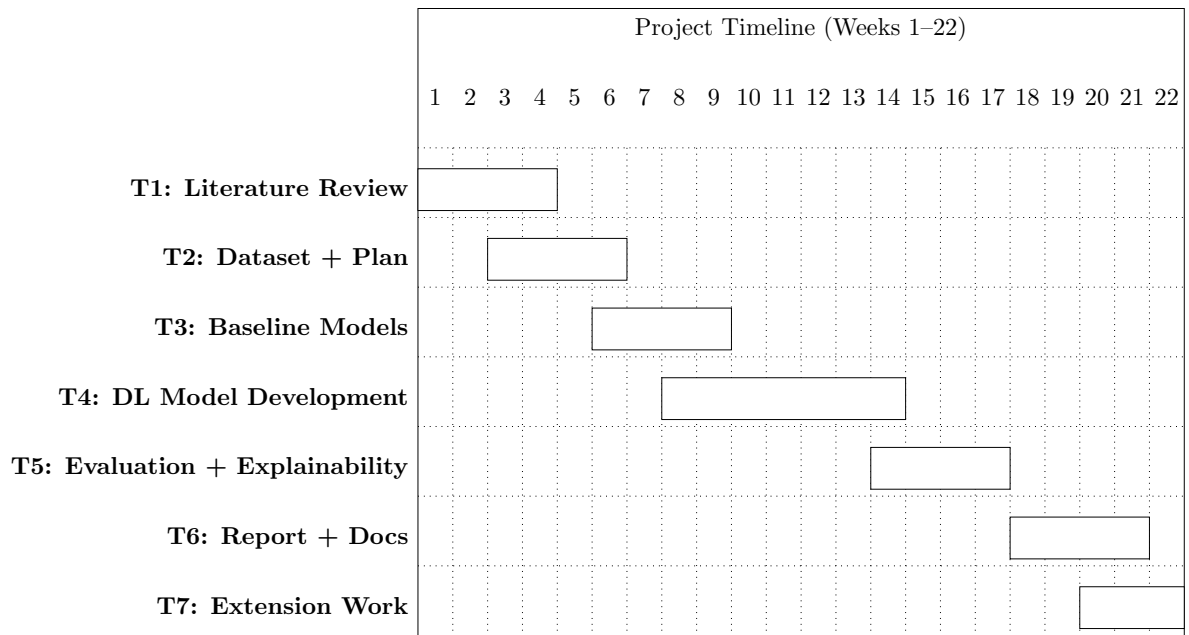 Project Timeline (Weeks 1–22)
1 2 3 4 5 6 7 8 9 10 11 12 13 14 15 16 17 18 19 20 21 22
T1: Literature Review
T2: Dataset + Plan
T3: Baseline Models
T4: DL Model Development
T5: Evaluation + Explainability
T6: Report + Docs
T7: Extension Work